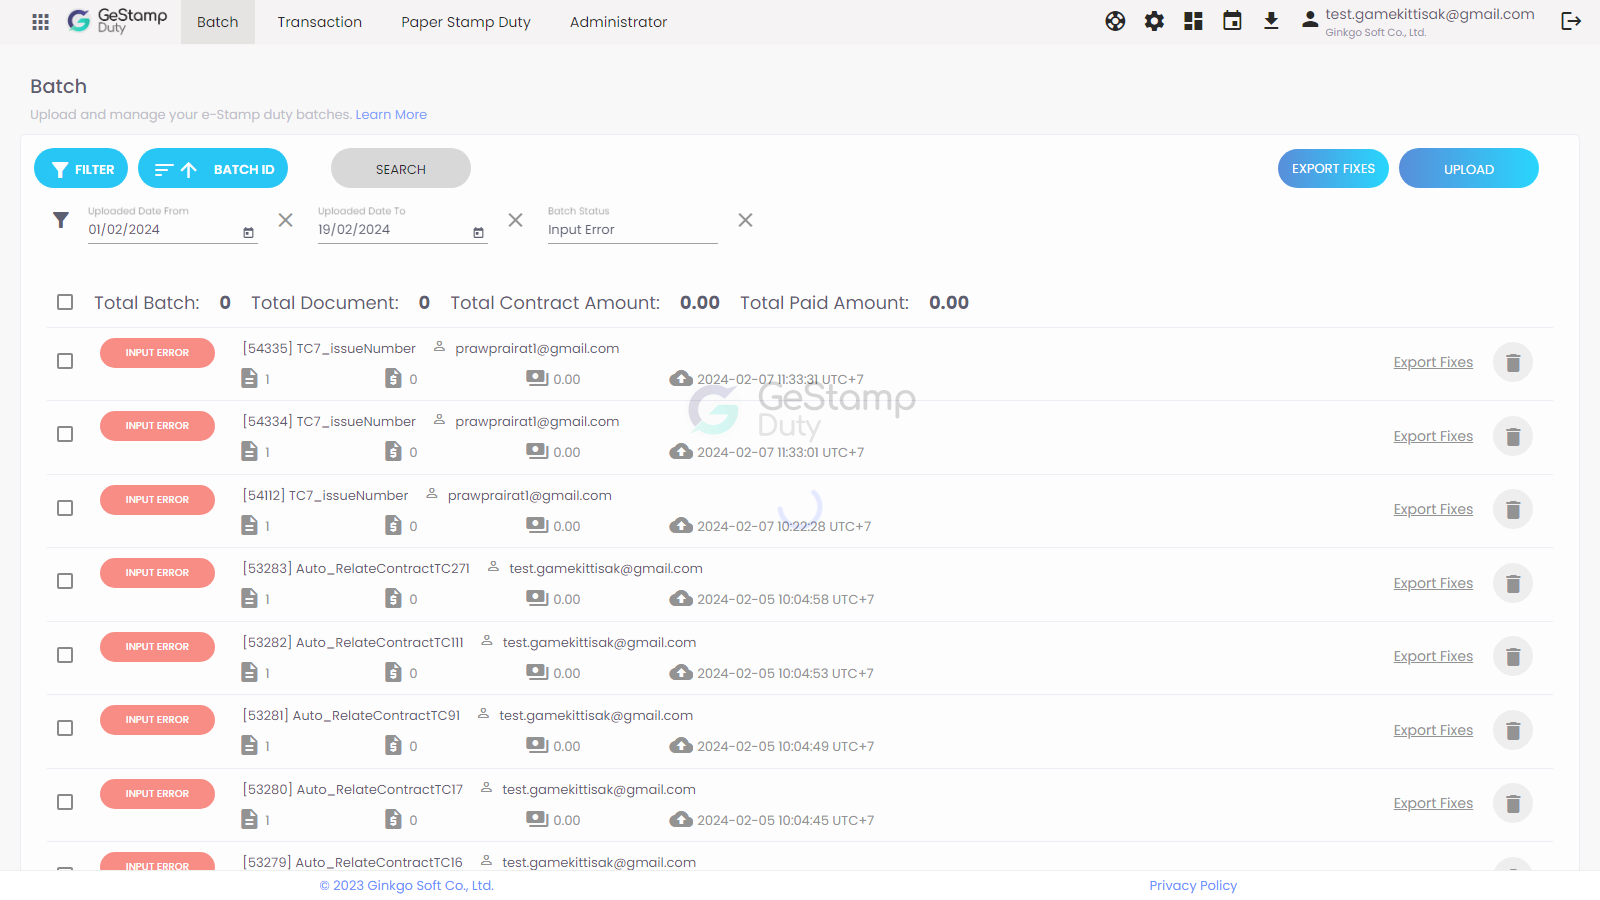 GeStamp
Duty
Batch
Transaction
Paper Stamp Duty
Administrator
test.gamekittisak@gmail.com
Ginkgo Soft Co., Ltd.
Batch
Upload and manage your e-Stamp duty batches. Learn More
FILTER
BATCH ID
SEARCH
EXPORT FIXES
UPLOAD
Uploaded Date From
01/02/2024
Uploaded Date To
19/02/2024
Batch Status
Input Error
Total Batch: 0 Total Document: 0 Total Contract Amount: 0.00 Total Paid Amount: 0.00
INPUT ERROR
[54335] TC7_issueNumber prawprairat1@gmail.com
1 0 0.00 2024-02-07 11:33:31 UTC+7
Export Fixes
GeStamp
Duty
INPUT ERROR
[54334] TC7_issueNumber prawprairat1@gmail.com
1 0 0.00 2024-02-07 11:33:01 UTC+7
Export Fixes
INPUT ERROR
[54112] TC7_issueNumber prawprairat1@gmail.com
1 0 0.00 2024-02-07 10:22:28 UTC+7
Export Fixes
INPUT ERROR
[53283] Auto_RelateContractTC271 test.gamekittisak@gmail.com
1 0 0.00 2024-02-05 10:04:58 UTC+7
Export Fixes
INPUT ERROR
[53282] Auto_RelateContractTC111 test.gamekittisak@gmail.com
1 0 0.00 2024-02-05 10:04:53 UTC+7
Export Fixes
INPUT ERROR
[53281] Auto_RelateContractTC91 test.gamekittisak@gmail.com
1 0 0.00 2024-02-05 10:04:49 UTC+7
Export Fixes
INPUT ERROR
[53280] Auto_RelateContractTC17 test.gamekittisak@gmail.com
1 0 0.00 2024-02-05 10:04:45 UTC+7
Export Fixes
INPUT ERROR
[53279] Auto_RelateContractTC16 test.gamekittisak@gmail.com
© 2023 Ginkgo Soft Co., Ltd.
Privacy Policy